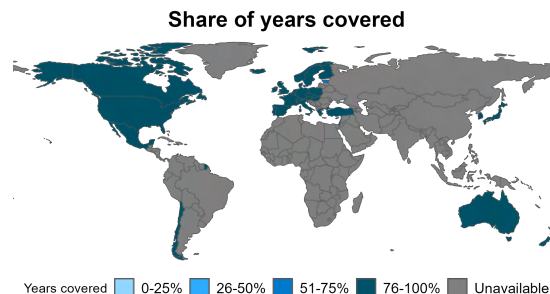 Share of years covered
Years covered 0-25% 26-50% 51-75% 76-100% Unavailable